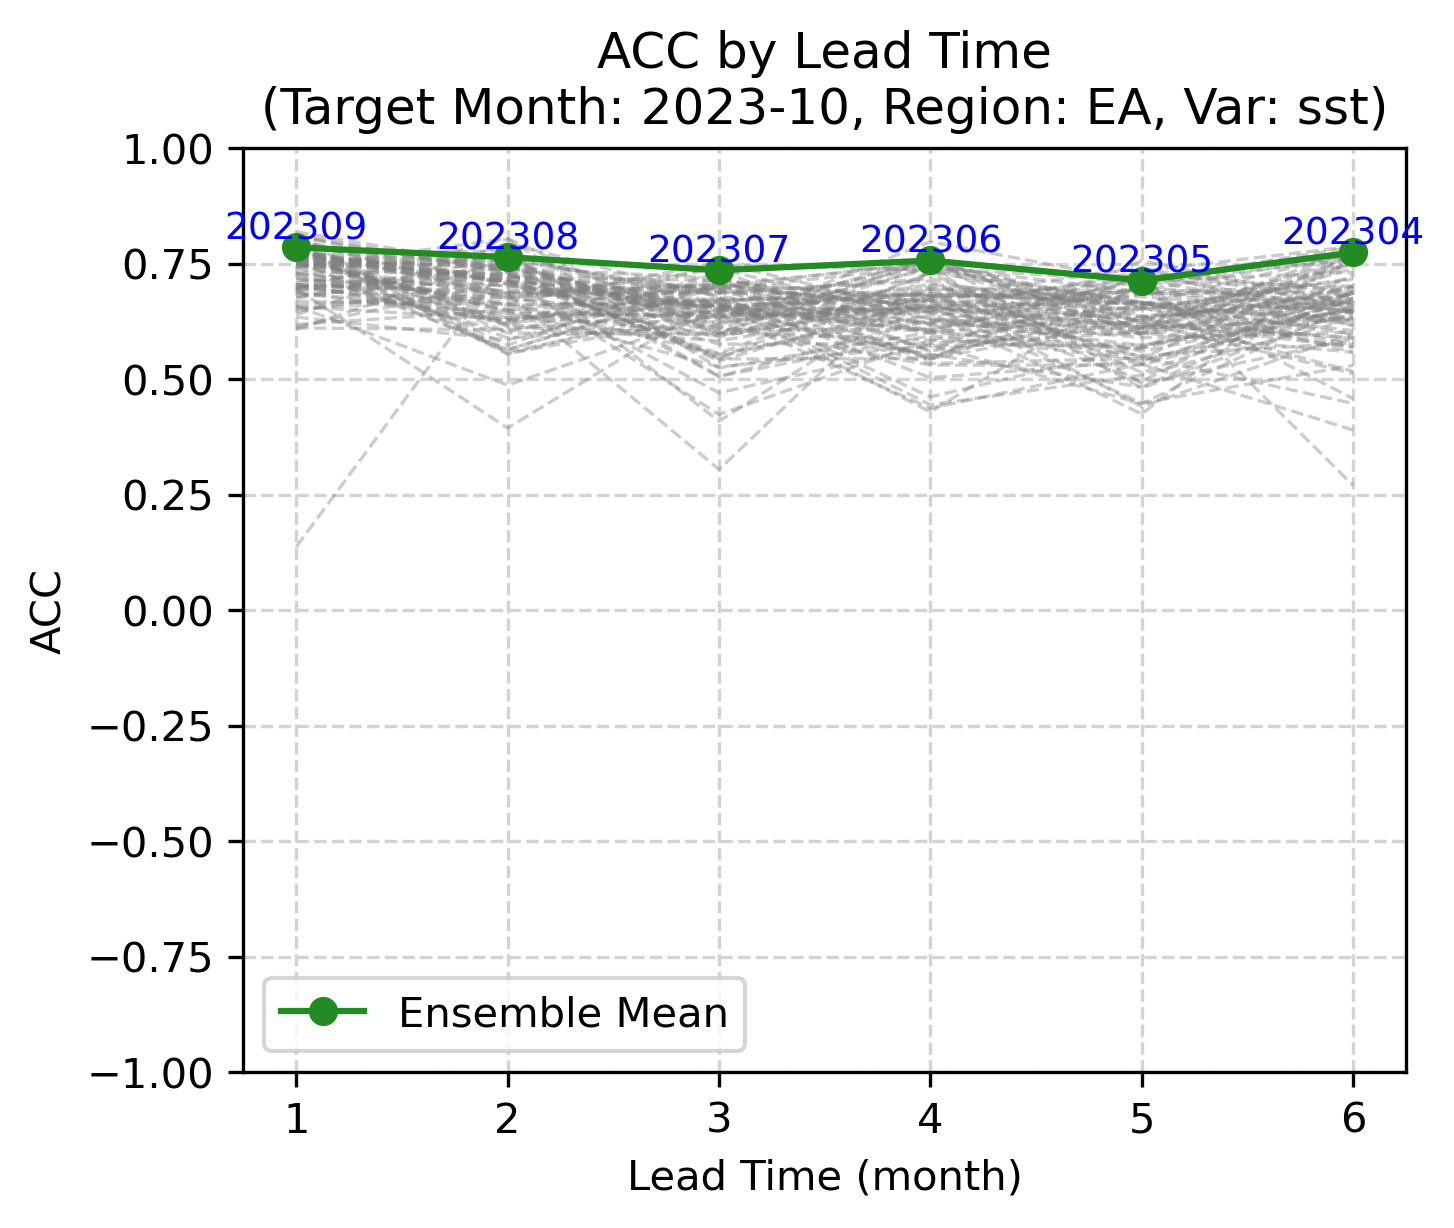 ACC by Lead Time
(Target Month: 2023-10, Region: EA, Var: sst)
1.00
0.75
0.50
0.25
0.00
−0.25
−0.50
−0.75
−1.00
ACC
202309
202308
202307
202306
202305
202304
Ensemble Mean
1 2 3 4 5 6
Lead Time (month)